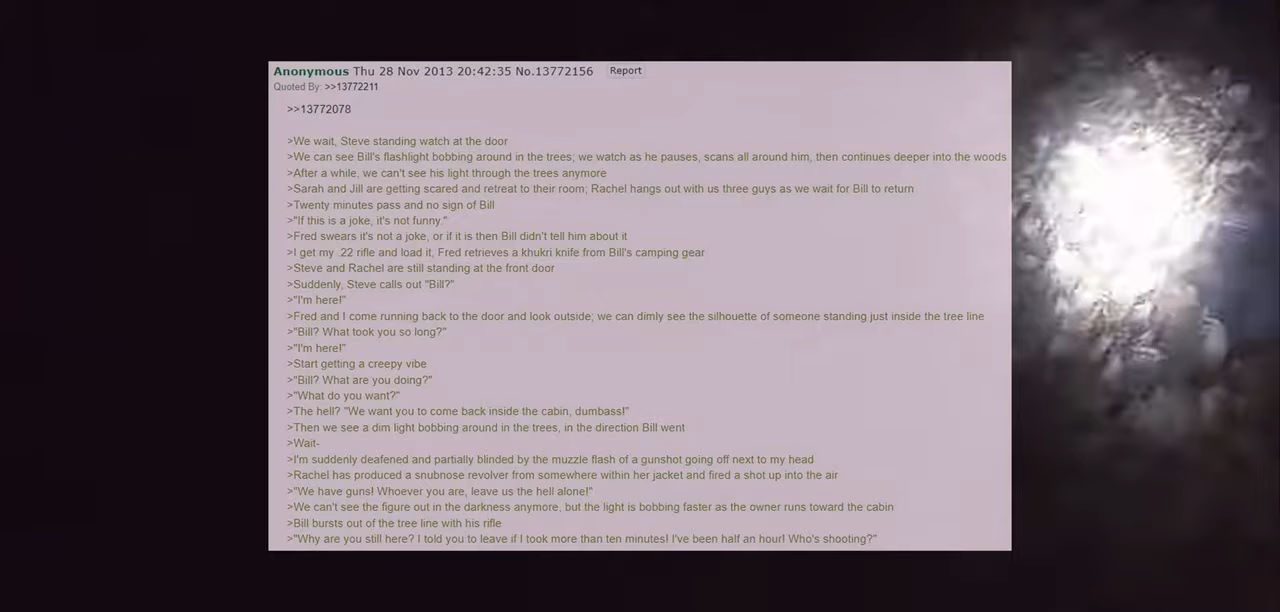 Anonymous Thu 28 Nov 2013 20:42:35 No.13772156 Report
Quoted By: >>13772211
>>13772078
>We wait, Steve standing watch at the door
>We can see Bill's flashlight bobbing around in the trees; we watch as he pauses, scans all around him, then continues deeper into the woods
>After a while, we can't see his light through the trees anymore
>Sarah and Jill are getting scared and retreat to their room; Rachel hangs out with us three guys as we wait for Bill to return
>Twenty minutes pass and no sign of Bill
>"If this is a joke, it's not funny."
>Fred swears it's not a joke, or if it is then Bill didn't tell him about it
>I get my .22 rifle and load it, Fred retrieves a khukri knife from Bill's camping gear
>Steve and Rachel are still standing at the front door
>Suddenly, Steve calls out "Bill?"
>"I'm here!"
>Fred and I come running back to the door and look outside; we can dimly see the silhouette of someone standing just inside the tree line
>"Bill? What took you so long?"
>"I'm here!"
>Start getting a creepy vibe
>"Bill? What are you doing?"
>"What do you want?"
>The hell? "We want you to come back inside the cabin, dumbass!"
>Then we see a dim light bobbing around in the trees, in the direction Bill went
>Wait-
>I'm suddenly deafened and partially blinded by the muzzle flash of a gunshot going off next to my head
>Rachel has produced a snubnose revolver from somewhere within her jacket and fired a shot up into the air
>"We have guns! Whoever you are, leave us the hell alone!"
>We can't see the figure out in the darkness anymore, but the light is bobbing faster as the owner runs toward the cabin
>Bill bursts out of the tree line with his rifle
>"Why are you still here? I told you to leave if I took more than ten minutes! I've been half an hour! Who's shooting?"